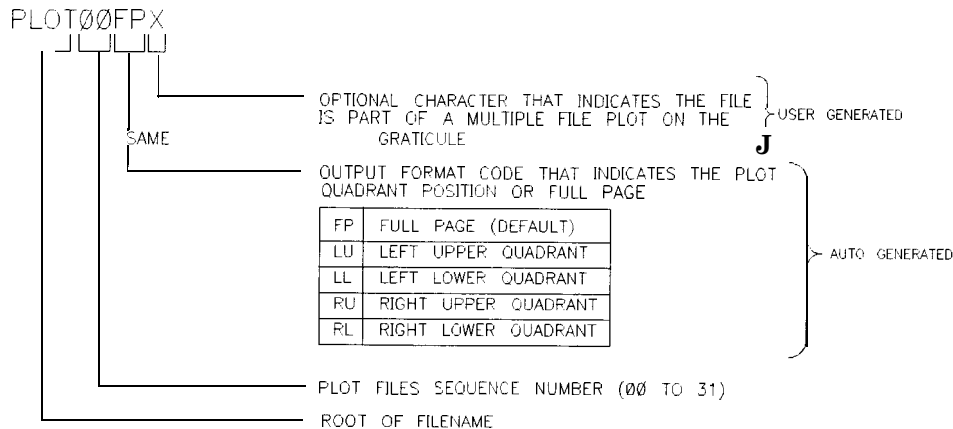 PLOTØØFPX
OPTIONAL CHARACTER THAT INDICATES THE FILE
IS PART OF A MULTIPLE FILE PLOT ON THE
GRATICULE
USER GENERATED
J
SAME
OUTPUT FORMAT CODE THAT INDICATES THE PLOT
QUADRANT POSITION OR FULL PAGE
FP FULL PAGE (DEFAULT)
LU LEFT UPPER QUADRANT
LL LEFT LOWER QUADRANT
RU RIGHT UPPER QUADRANT
RL RIGHT LOWER QUADRANT
AUTO GENERATED
PLOT FILES SEQUENCE NUMBER (ØØ TO 31)
ROOT OF FILENAME